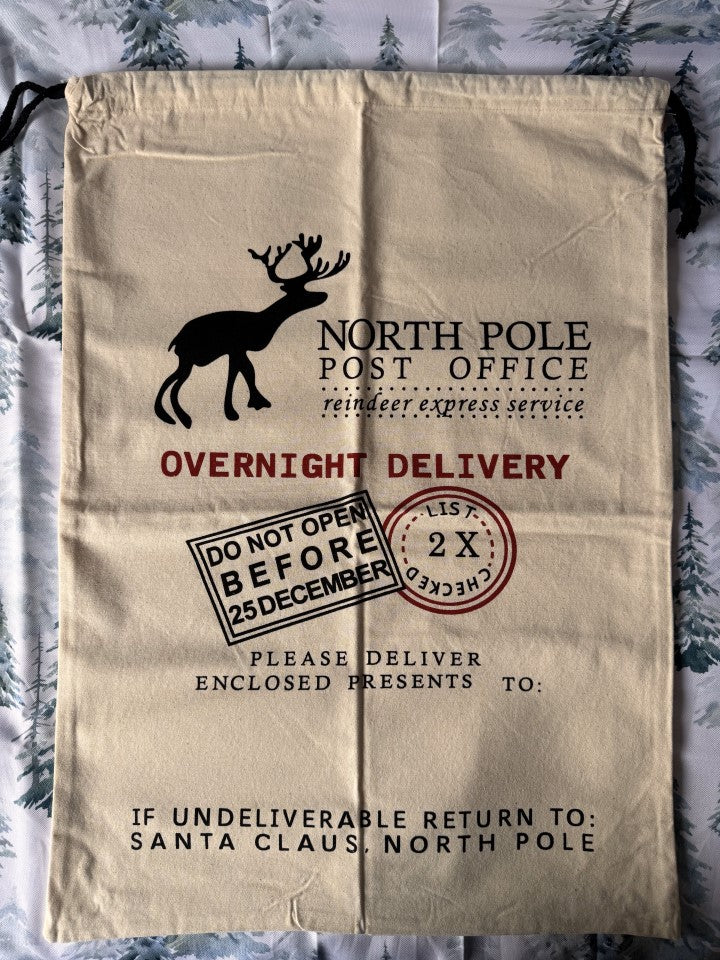 NORTH POLE
POST OFFICE
reindeer express service
OVERNIGHT DELIVERY
DO NOT OPEN
BEFORE
25 DECEMBER
LIST
2 X
CHECKED
PLEASE DELIVER
ENCLOSED PRESENTS TO:
IF UNDELIVERABLE RETURN TO:
SANTA CLAUS, NORTH POLE